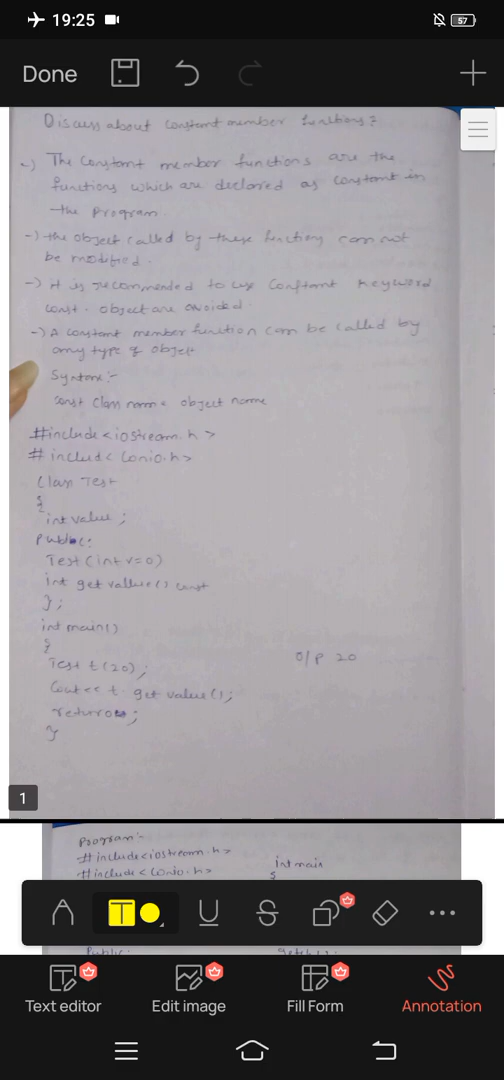 19:25
57
Done
Discuss about constant member functions?
-) The Constant member functions are the
functions which are declared as constant in
the Program
-) the object called by these functions can not
be modified.
-) It is recommended to use Constant Keyword
const. object are avoided.
-) A constant member function can be called by
any type of object
Syntax :-
const Class name object name
#include<iostream.h>
#include<conio.h>
Class Test
{
int value ;
Public:
Test (int v=0)
int get value() const
};
int main()
{
Test t(20);
O/P 20
Cout<< t. get value();
return 0;
}
1
Program:-
#include<iostream.h>
int main
#include<conio.h>
{
Public:
getch();
Text editor
Edit image
Fill Form
Annotation